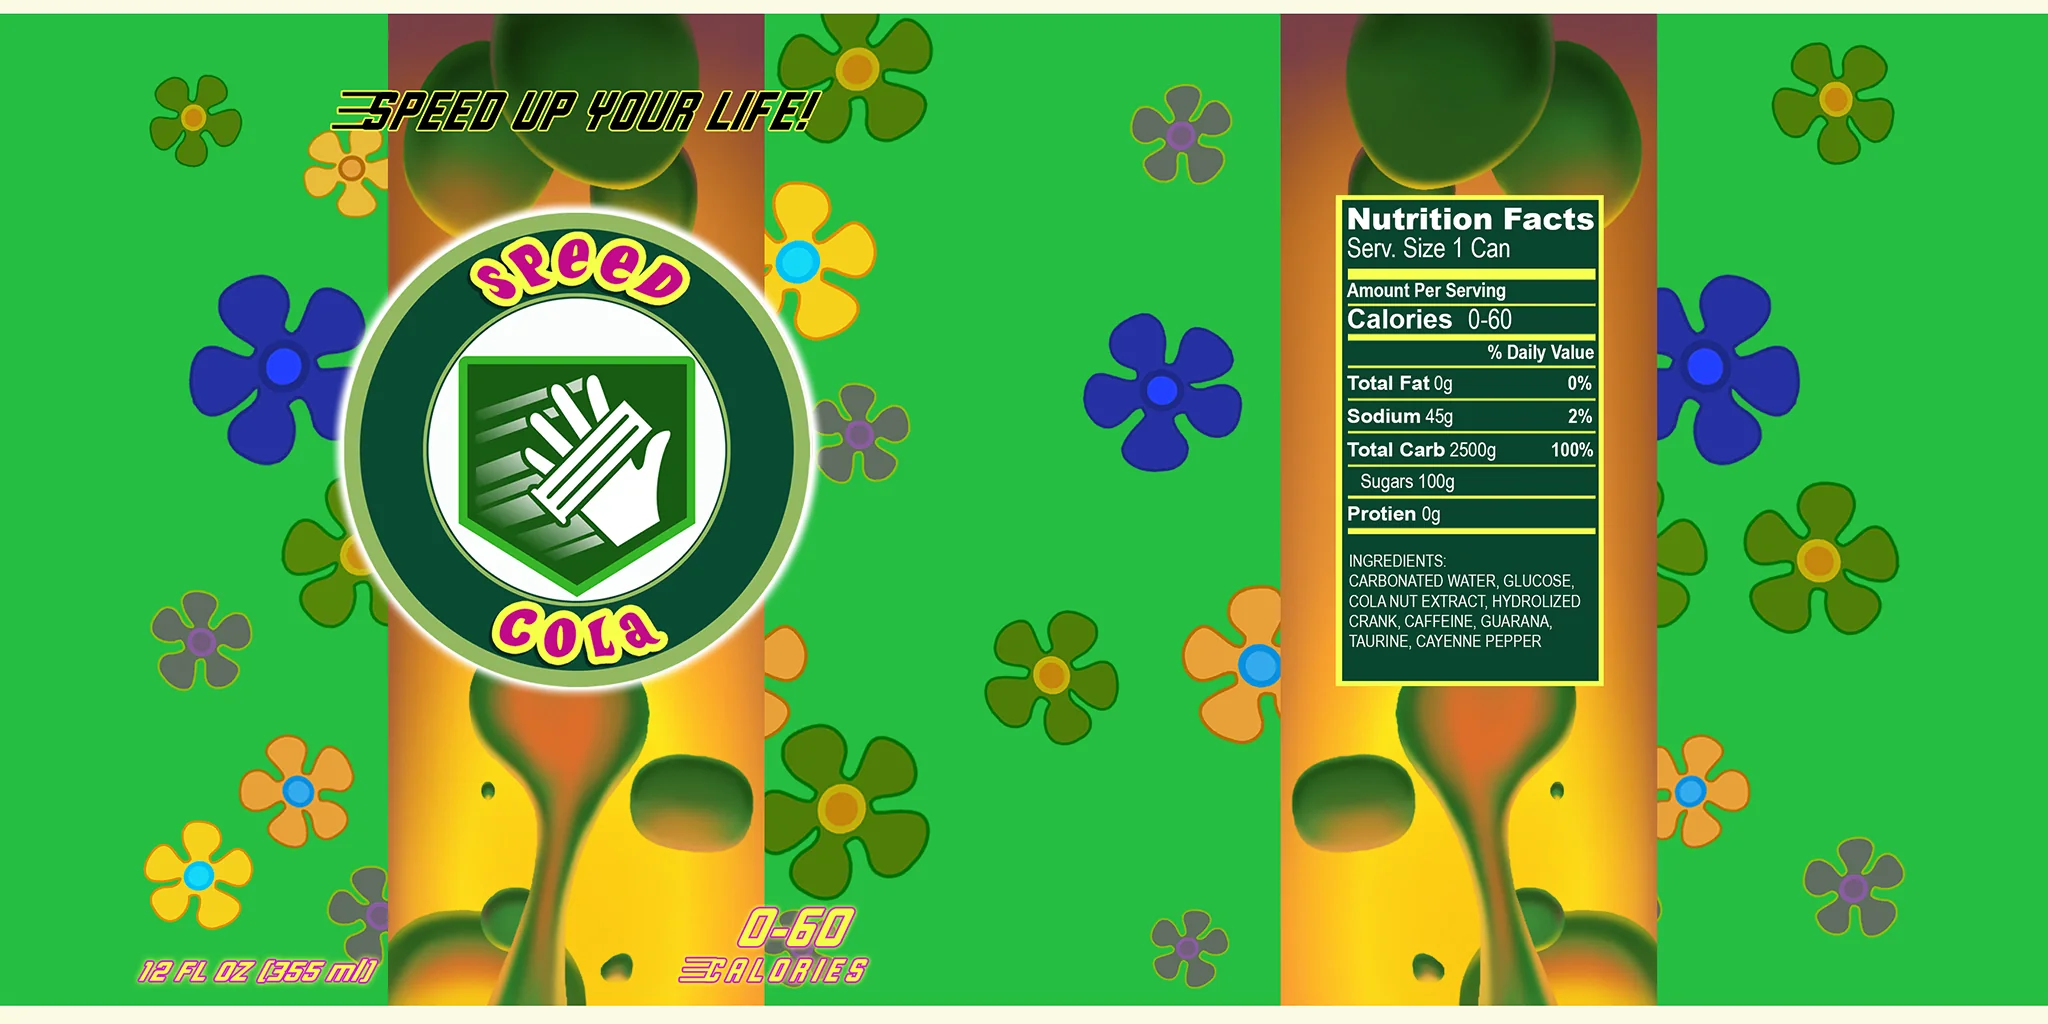 SPEED UP YOUR LIFE!
SPEED
COLA
0-60
CALORIES
12 FL OZ (355 ml)
Nutrition Facts
Serv. Size 1 Can
Amount Per Serving
Calories 0-60
% Daily Value
Total Fat 0g 0%
Sodium 45g 2%
Total Carb 2500g 100%
Sugars 100g
Protien 0g
INGREDIENTS:
CARBONATED WATER, GLUCOSE,
COLA NUT EXTRACT, HYDROLIZED
CRANK, CAFFEINE, GUARANA,
TAURINE, CAYENNE PEPPER